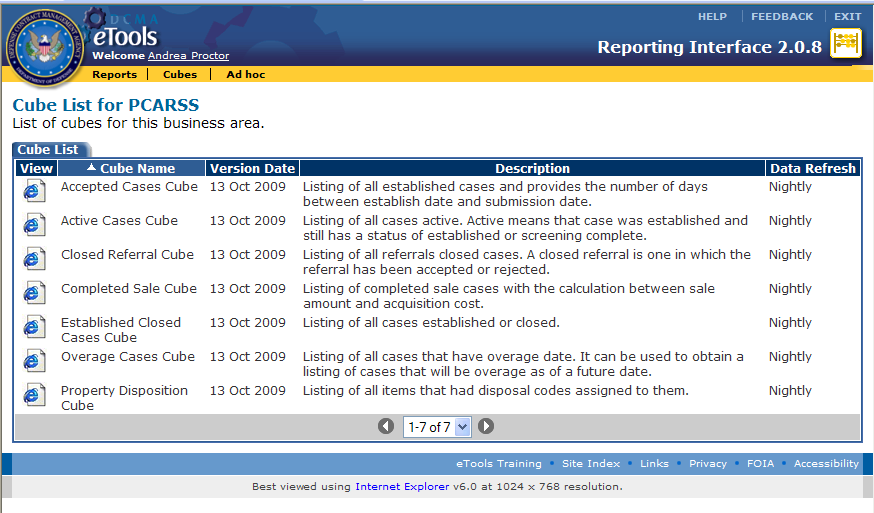 HELP | FEEDBACK | EXIT
DCMA
eTools
Welcome Andrea Proctor
Reporting Interface 2.0.8
DEFENSE CONTRACT MANAGEMENT AGENCY
DEPARTMENT OF DEFENSE
Reports | Cubes | Ad hoc
Cube List for PCARSS
List of cubes for this business area.
Cube List
View Cube Name Version Date Description Data Refresh
Accepted Cases Cube 13 Oct 2009 Listing of all established cases and provides the number of days Nightly
between establish date and submission date.
Active Cases Cube 13 Oct 2009 Listing of all cases active. Active means that case was established and Nightly
still has a status of established or screening complete.
Closed Referral Cube 13 Oct 2009 Listing of all referrals closed cases. A closed referral is one in which the Nightly
referral has been accepted or rejected.
Completed Sale Cube 13 Oct 2009 Listing of completed sale cases with the calculation between sale Nightly
amount and acquisition cost.
Established Closed 13 Oct 2009 Listing of all cases established or closed. Nightly
Cases Cube
Overage Cases Cube 13 Oct 2009 Listing of all cases that have overage date. It can be used to obtain a Nightly
listing of cases that will be overage as of a future date.
Property Disposition 13 Oct 2009 Listing of all items that had disposal codes assigned to them. Nightly
Cube
1-7 of 7
eTools Training • Site Index • Links • Privacy • FOIA • Accessibility
Best viewed using Internet Explorer v6.0 at 1024 x 768 resolution.